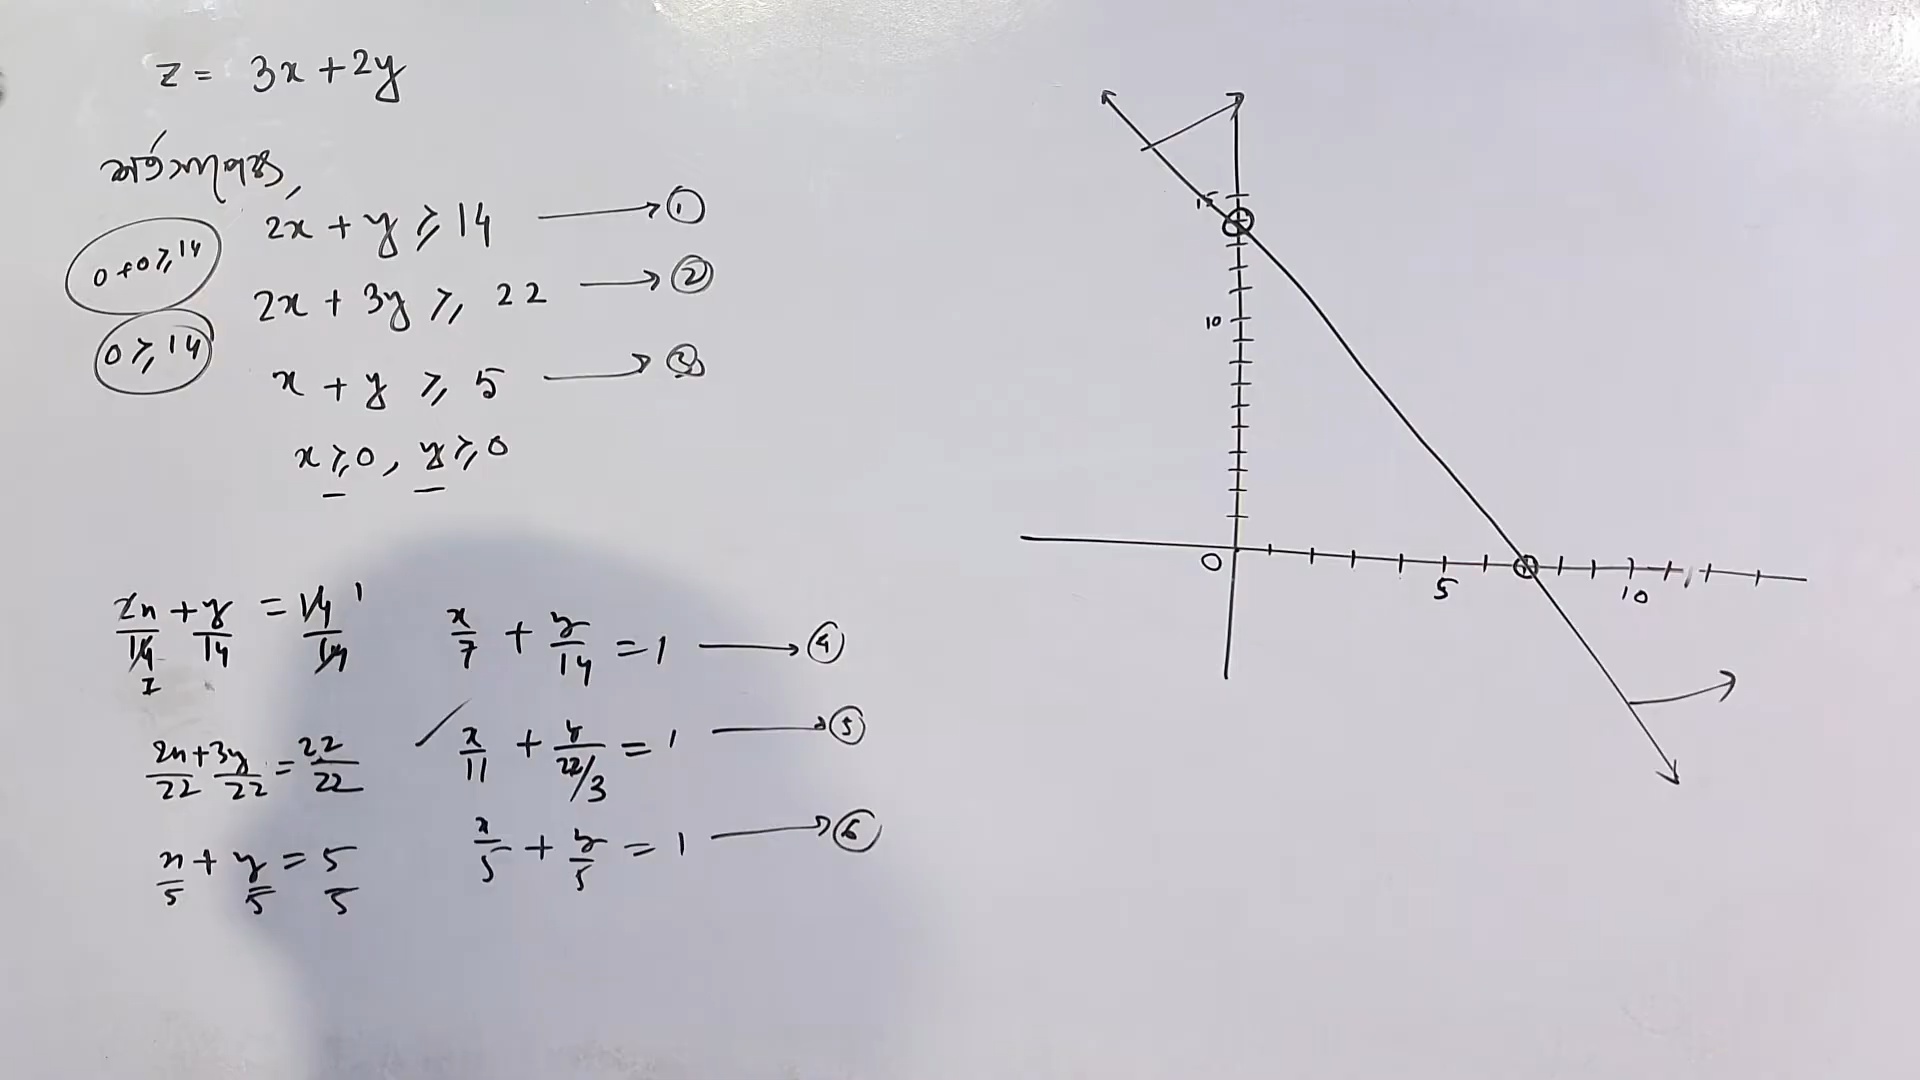 z = 3x + 2y
শর্তসমূহ,
2x + y ≥ 14 → ①
0 + 0 ≥ 14
2x + 3y ≥ 22 → ②
0 ≥ 14
x + y ≥ 5 → ③
x ≥ 0, y ≥ 0
2x/14 + y/14 = 14/14 1
x/7 + y/14 = 1 → ④
2x/22 + 3y/22 = 22/22
x/11 + y/22/3 = 1 → ⑤
x/5 + y/5 = 5/5
x/5 + y/5 = 1 → ⑥
15
10
0
5
10